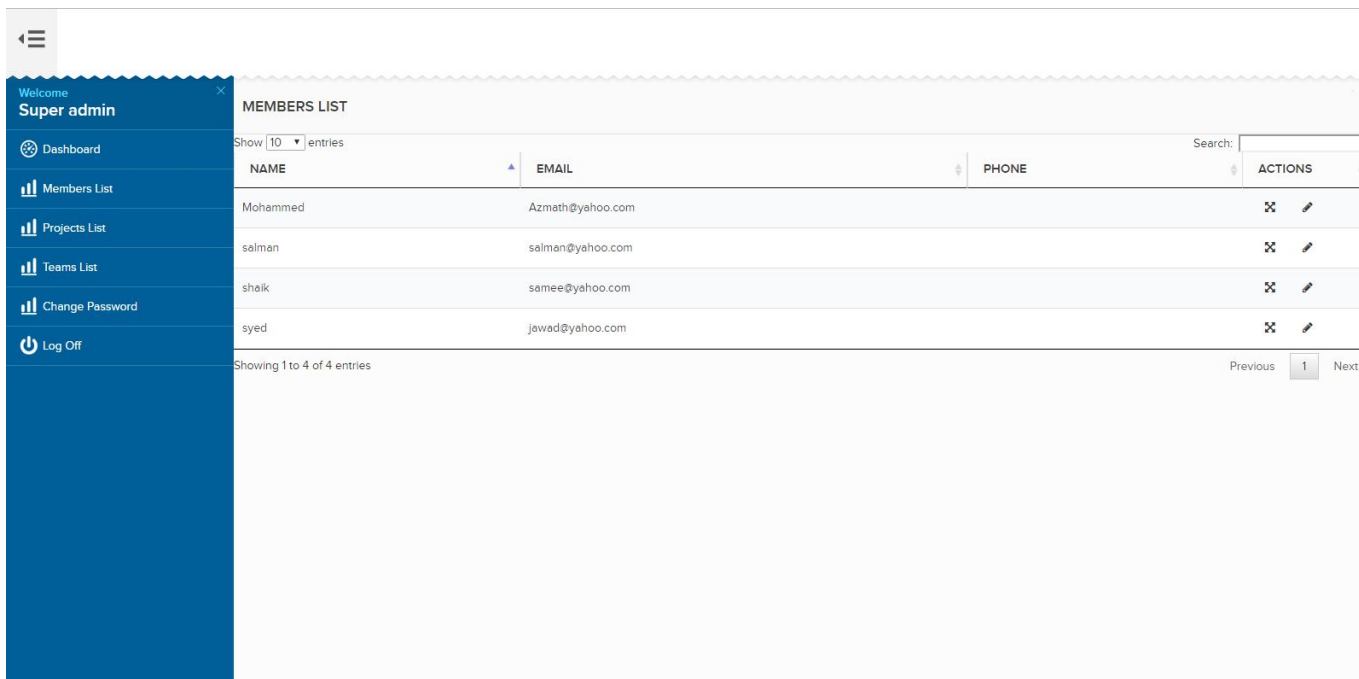 Welcome
Super admin
Dashboard
Members List
Projects List
Teams List
Change Password
Log Off
MEMBERS LIST
Show 10 entries Search:
NAME EMAIL PHONE ACTIONS
Mohammed Azmath@yahoo.com
salman salman@yahoo.com
shaik samee@yahoo.com
syed jawad@yahoo.com
Showing 1 to 4 of 4 entries Previous 1 Next